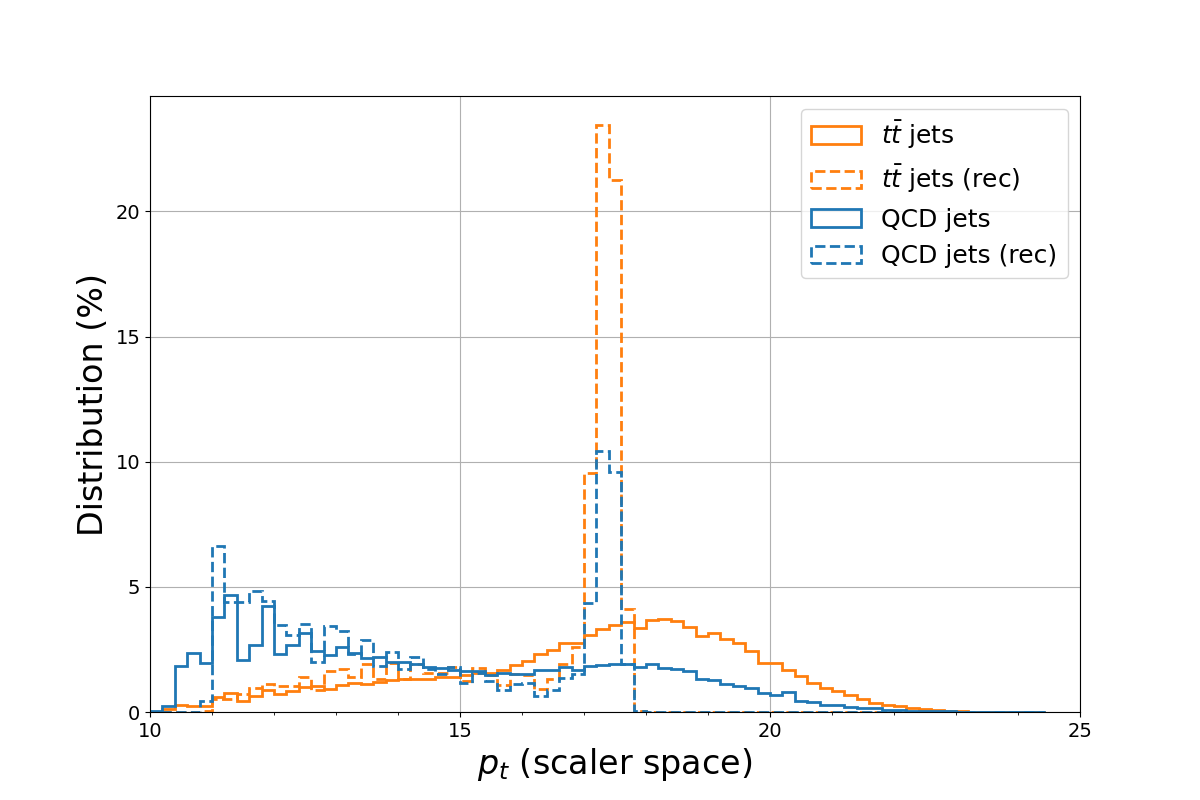 Distribution (%)
20
15
10
5
0
10
15
20
25
p_t (scaler space)
tt̄ jets
tt̄ jets (rec)
QCD jets
QCD jets (rec)